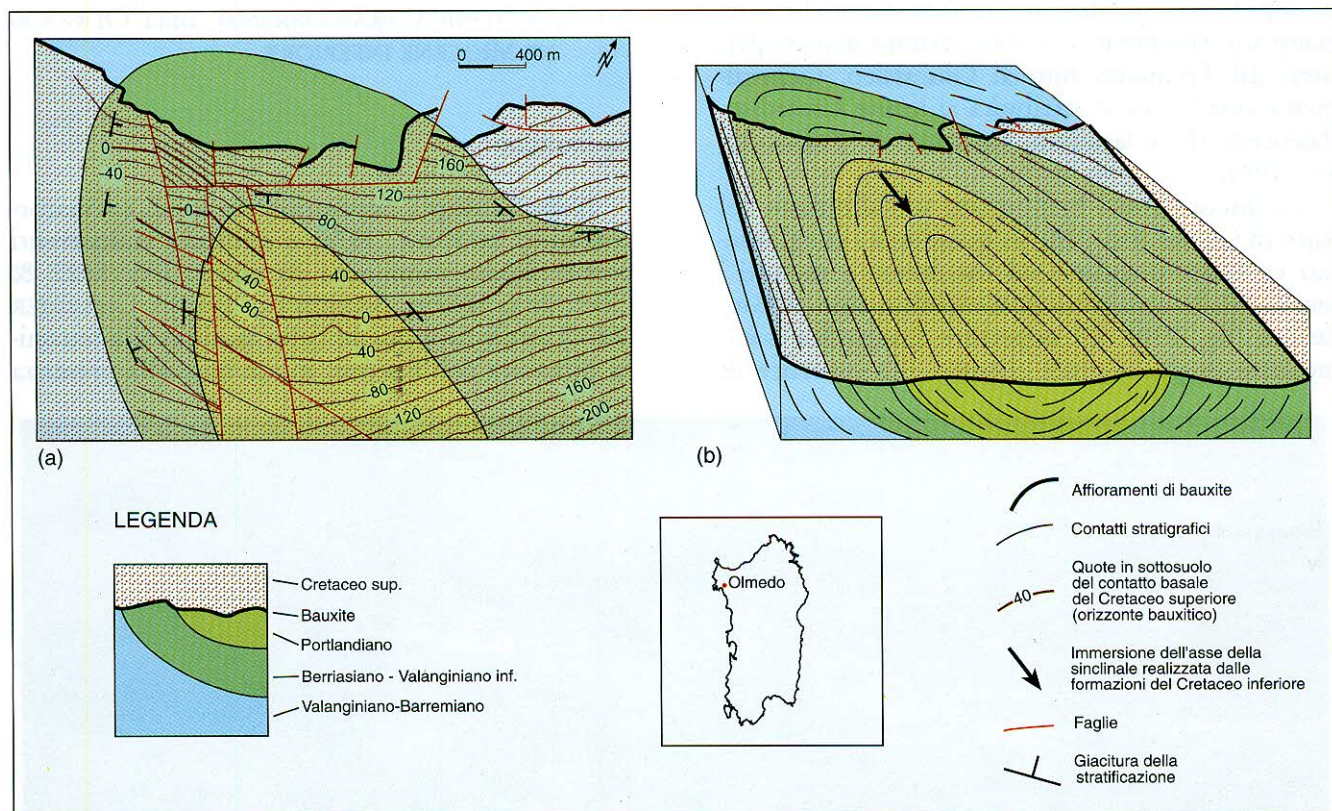 0 400 m
N
160
0
-40
120
80
0
40
-40
-80
0
-40
-80
-120
-160
-200
(a)
(b)
LEGENDA
Cretaceo sup.
Bauxite
Portlandiano
Berriasiano - Valanginiano inf.
Valanginiano-Barremiano
Olmedo
Affioramenti di bauxite
Contatti stratigrafici
40
Quote in sottosuolo
del contatto basale
del Cretaceo superiore
(orizzonte bauxitico)
Immersione dell'asse della
sinclinale realizzata dalle
formazioni del Cretaceo inferiore
Faglie
Giacitura della
stratificazione